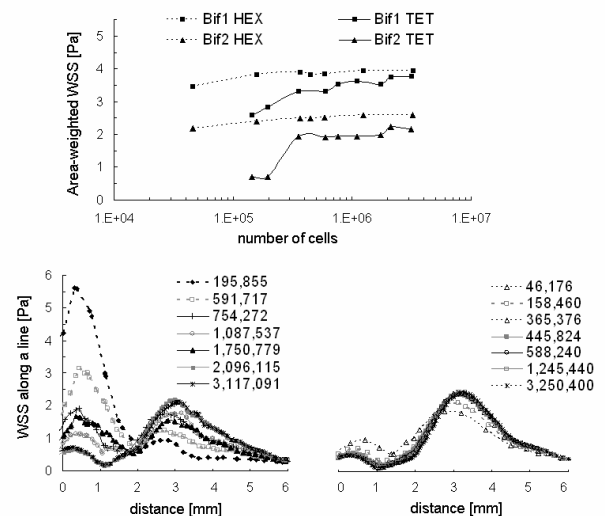 Bif1 HEX Bif1 TET
Bif2 HEX Bif2 TET
Area-weighted WSS [Pa]
5
4
3
2
1
0
1.E+04 1.E+05 1.E+06 1.E+07
number of cells
WSS along a line [Pa]
6
5
4
3
2
1
0
195,855
591,717
754,272
1,087,537
1,750,779
2,096,115
3,117,091
0 1 2 3 4 5 6
distance [mm]
46,176
158,460
365,376
445,824
588,240
1,245,440
3,250,400
0 1 2 3 4 5 6
distance [mm]